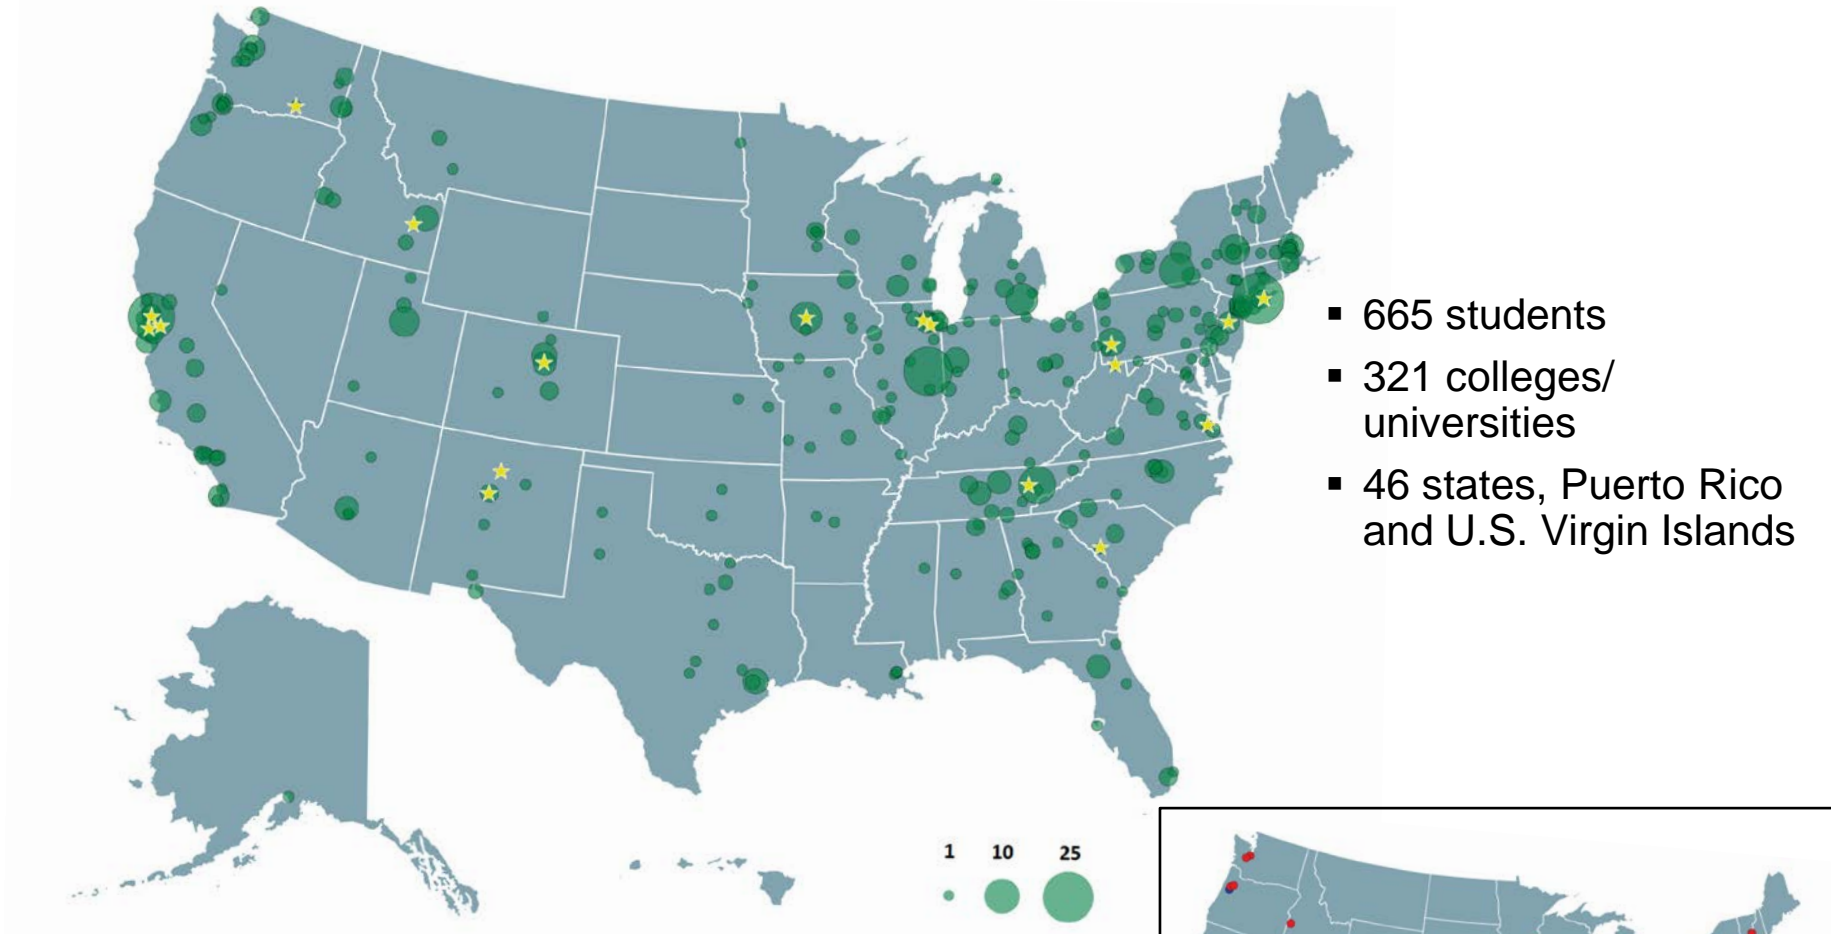 ▪ 665 students
▪ 321 colleges/
universities
▪ 46 states, Puerto Rico
and U.S. Virgin Islands
1 10 25